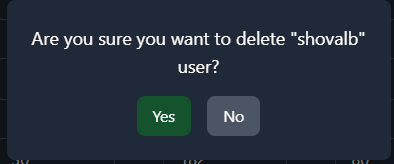 Are you sure you want to delete "shovalb"
user?
Yes
No